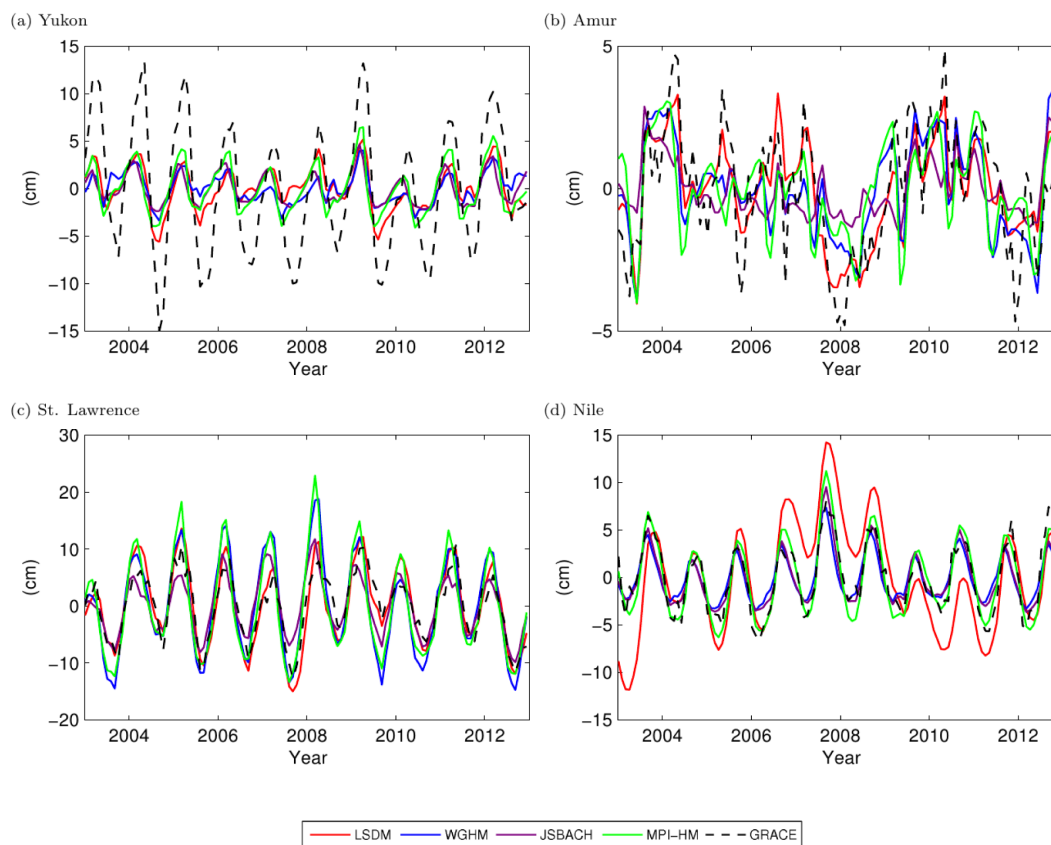 (a) Yukon
15
10
5
0
−5
−10
−15
(cm)
2004 2006 2008 2010 2012
Year
(b) Amur
5
0
−5
(cm)
2004 2006 2008 2010 2012
Year
(c) St. Lawrence
30
20
10
0
−10
−20
(cm)
2004 2006 2008 2010 2012
Year
(d) Nile
15
10
5
0
−5
−10
−15
(cm)
2004 2006 2008 2010 2012
Year
LSDM WGHM JSBACH MPI−HM GRACE